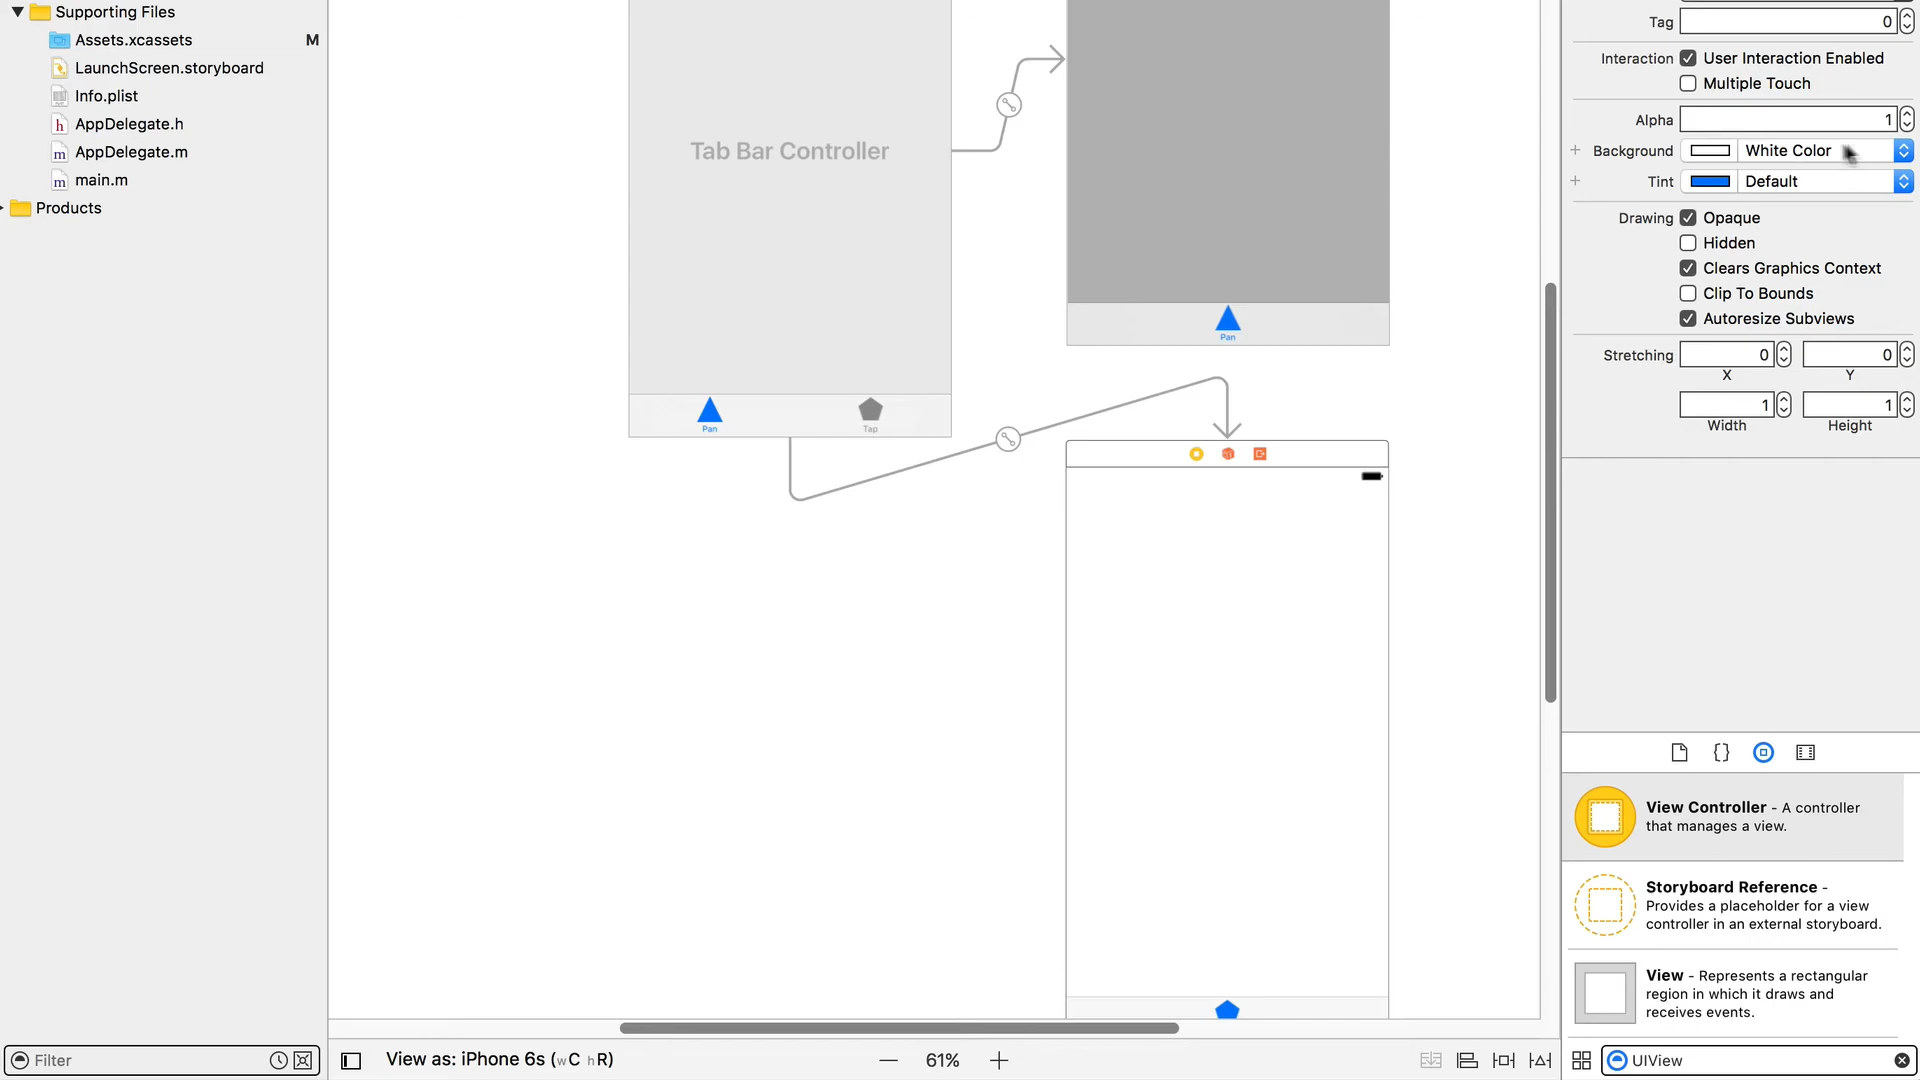 Supporting Files
Assets.xcassets M
LaunchScreen.storyboard
Info.plist
h AppDelegate.h
m AppDelegate.m
m main.m
Products
Filter
Tab Bar Controller
Pan
Tap
Pan
View as: iPhone 6s (wC hR)
61%
Tag 0
Interaction User Interaction Enabled
Multiple Touch
Alpha 1
Background White Color
Tint Default
Drawing Opaque
Hidden
Clears Graphics Context
Clip To Bounds
Autoresize Subviews
Stretching 0 0
X Y
1 1
Width Height
{}
View Controller - A controller
that manages a view.
Storyboard Reference -
Provides a placeholder for a view
controller in an external storyboard.
View - Represents a rectangular
region in which it draws and
receives events.
UIView